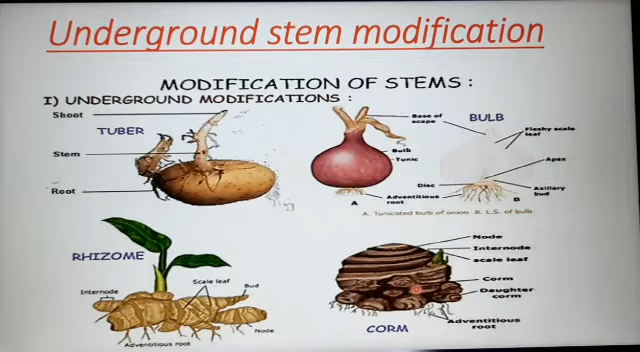 Underground stem modification
MODIFICATION OF STEMS :
I) UNDERGROUND MODIFICATIONS :
Shoot
TUBER
Stem
Root
Base of scape
BULB
Fleshy scale leaf
Bulb
Tunic
Apex
Disc
Adventitious root
Axillary bud
A
B
A. Tunicated bulb of onion B. L.S. of bulb
RHIZOME
Internode
Scale leaf
Bud
Node
Adventitious root
Node
Internode
scale leaf
Corm
Daughter corm
Adventitious root
CORM